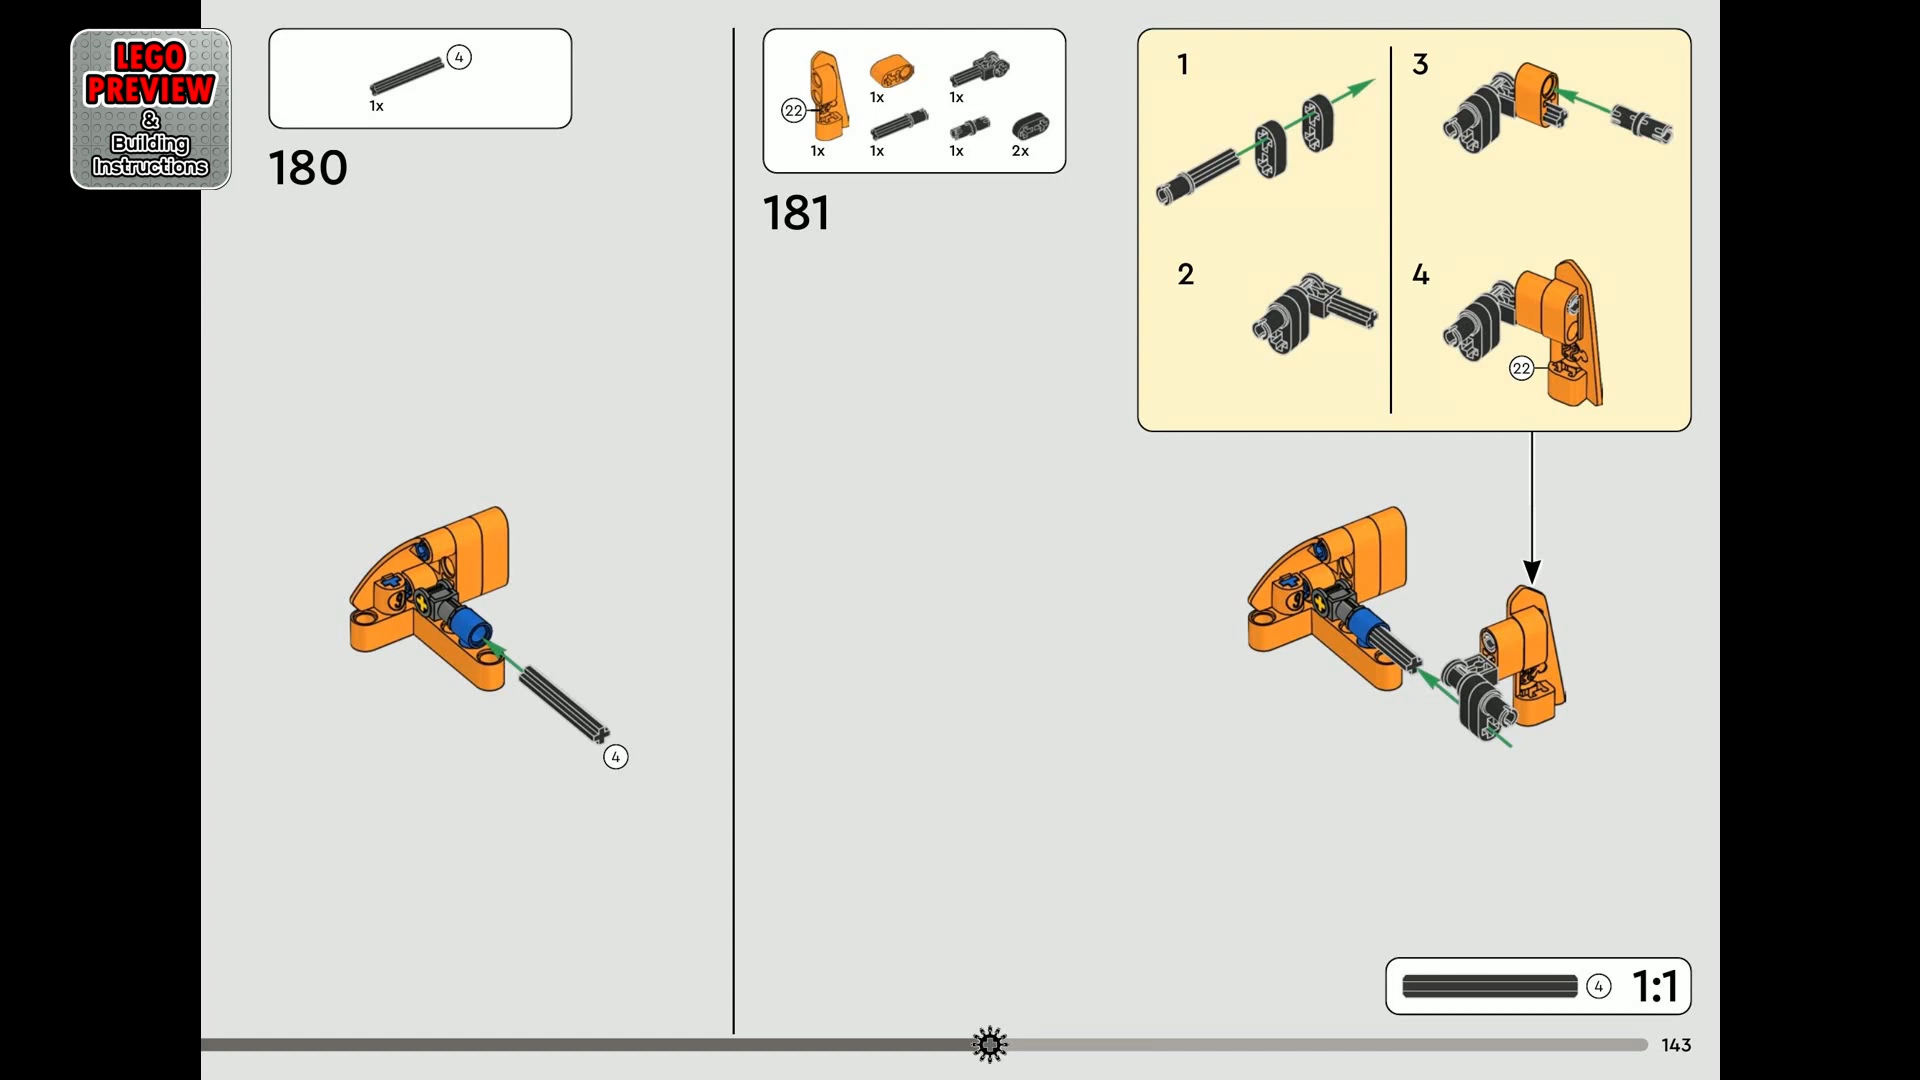 LEGO
PREVIEW
&
Building
Instructions
4
1x
180
4
22
1x
1x
1x
1x
1x
2x
181
1
2
3
4
22
4
1:1
143